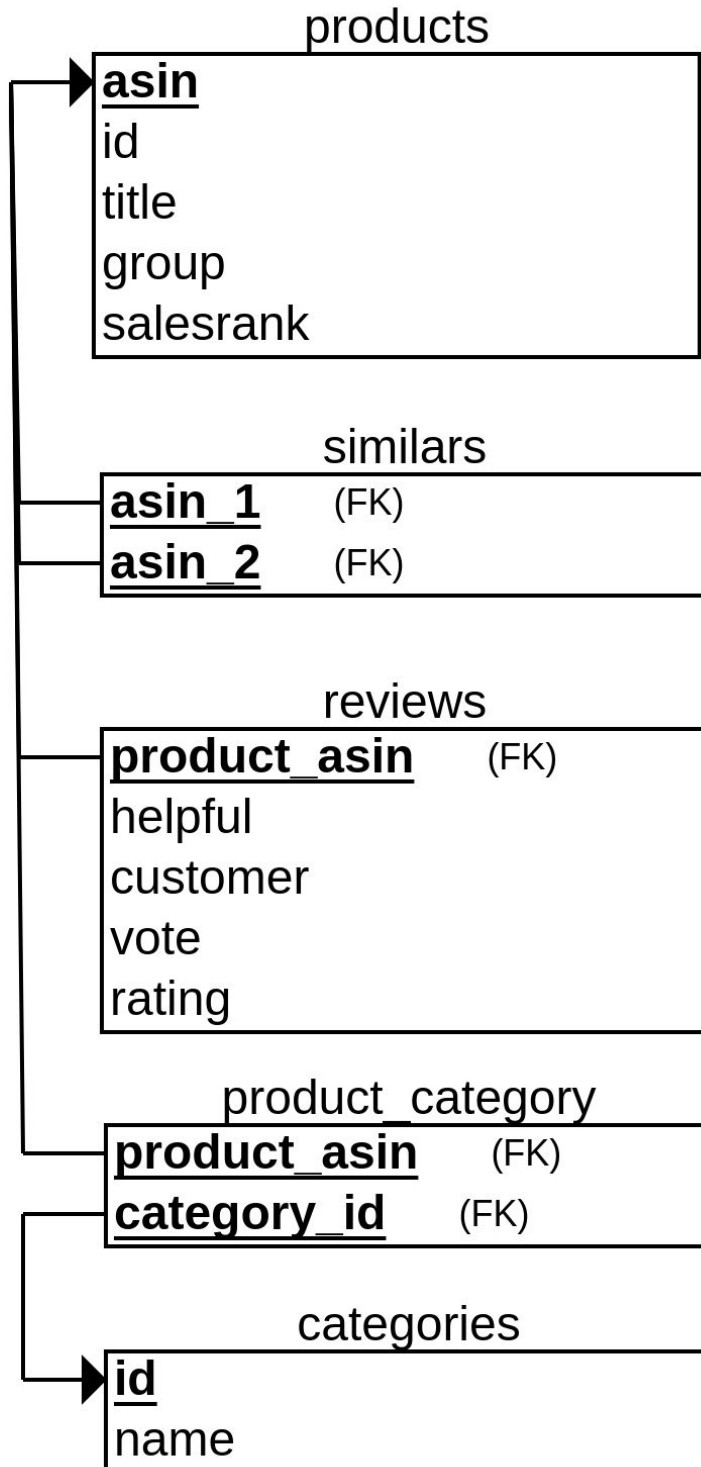 products
asin
id
title
group
salesrank
similars
asin_1 (FK)
asin_2 (FK)
reviews
product_asin (FK)
helpful
customer
vote
rating
product_category
product_asin (FK)
category_id (FK)
categories
id
name